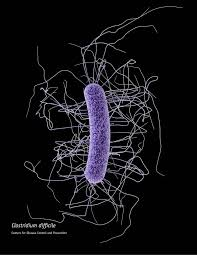 Clostridium difficile
Centers for Disease Control and Prevention